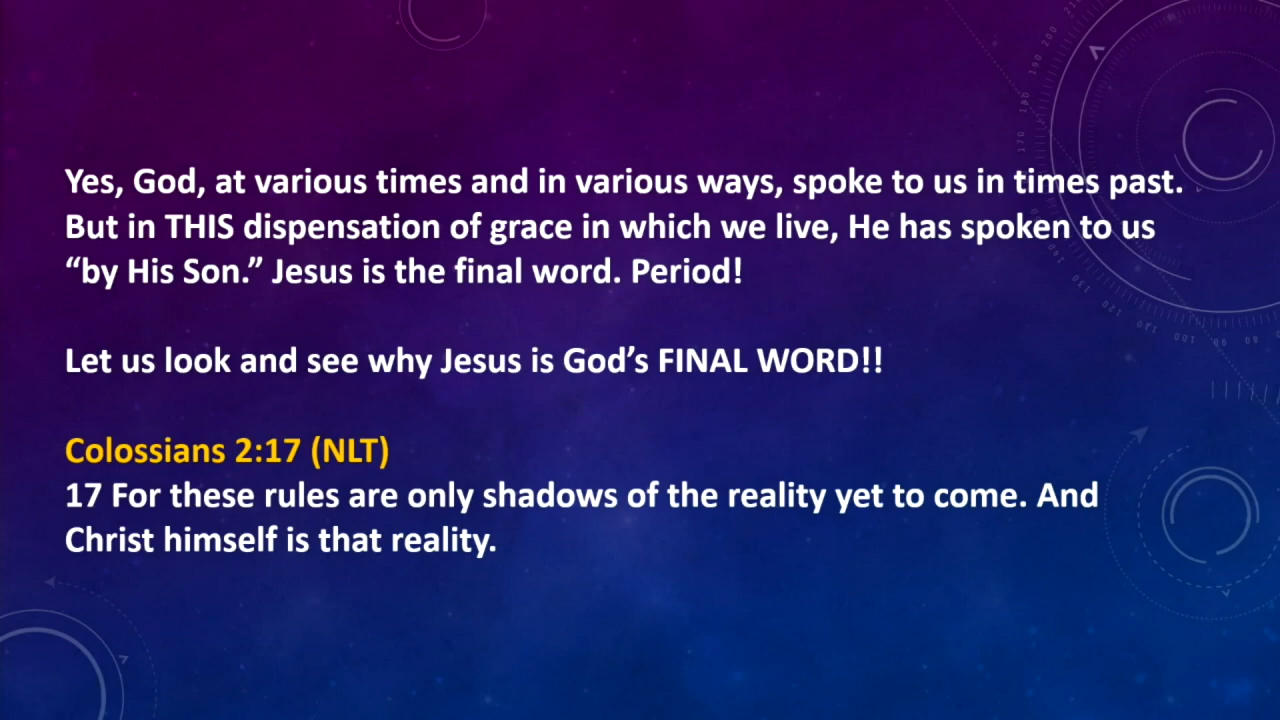 Yes, God, at various times and in various ways, spoke to us in times past.
But in THIS dispensation of grace in which we live, He has spoken to us
“by His Son.” Jesus is the final word. Period!
Let us look and see why Jesus is God’s FINAL WORD!!
Colossians 2:17 (NLT)
17 For these rules are only shadows of the reality yet to come. And
Christ himself is that reality.